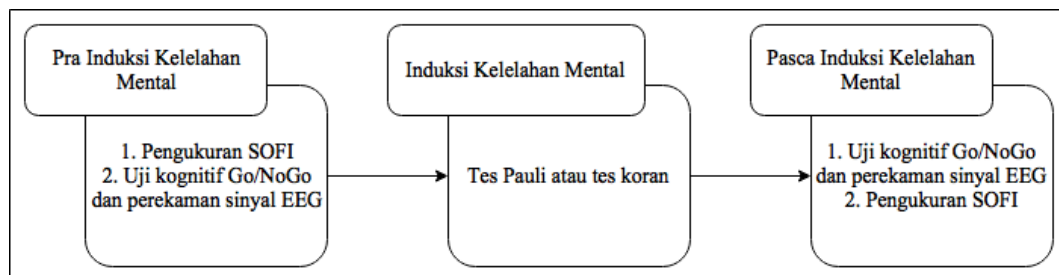 Pra Induksi Kelelahan
Mental
1. Pengukuran SOFI
2. Uji kognitif Go/NoGo
dan perekaman sinyal EEG
Induksi Kelelahan Mental
Tes Pauli atau tes koran
Pasca Induksi Kelelahan
Mental
1. Uji kognitif Go/NoGo
dan perekaman sinyal EEG
2. Pengukuran SOFI